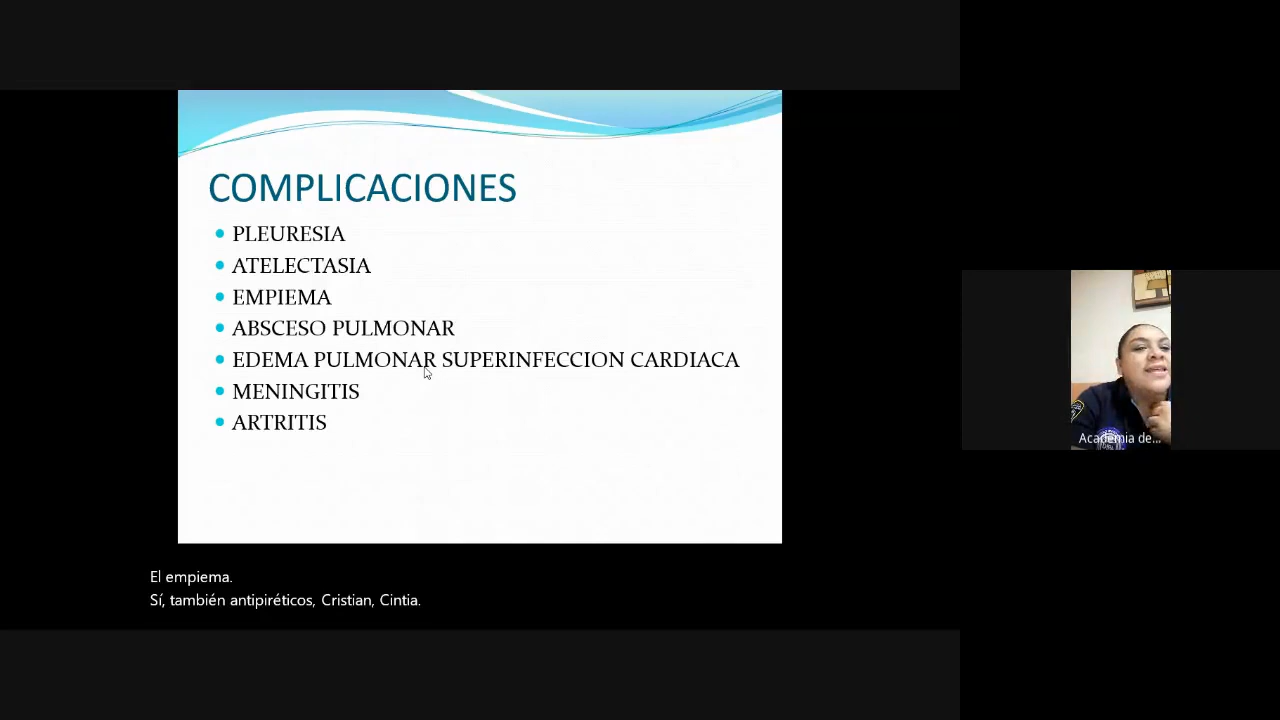 COMPLICACIONES
PLEURESIA
ATELECTASIA
EMPIEMA
ABSCESO PULMONAR
EDEMA PULMONAR SUPERINFECCION CARDIACA
MENINGITIS
ARTRITIS
Academia de...
El empiema.
Sí, también antipiréticos, Cristian, Cintia.